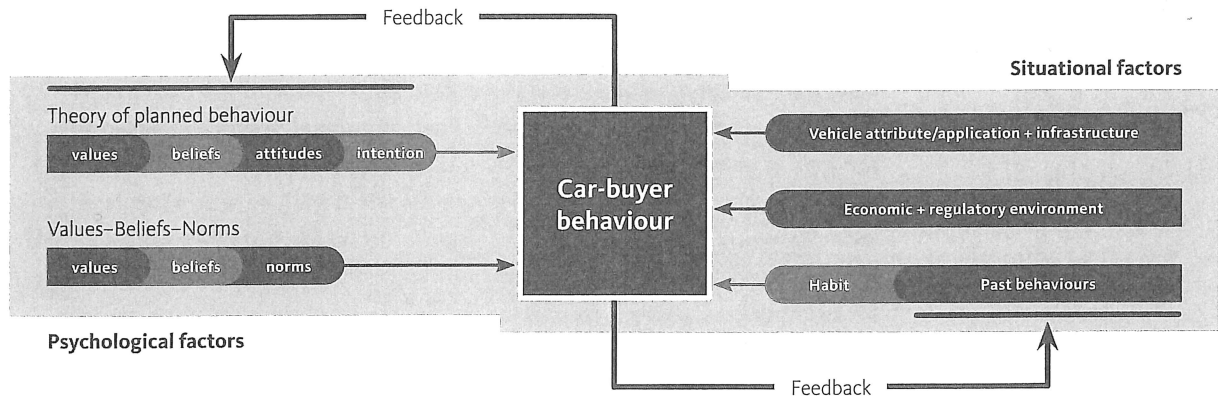 Feedback
Situational factors
Theory of planned behaviour
values beliefs attitudes intention
Values–Beliefs–Norms
values beliefs norms
Psychological factors
Car-buyer
behaviour
Vehicle attribute/application + infrastructure
Economic + regulatory environment
Habit Past behaviours
Feedback